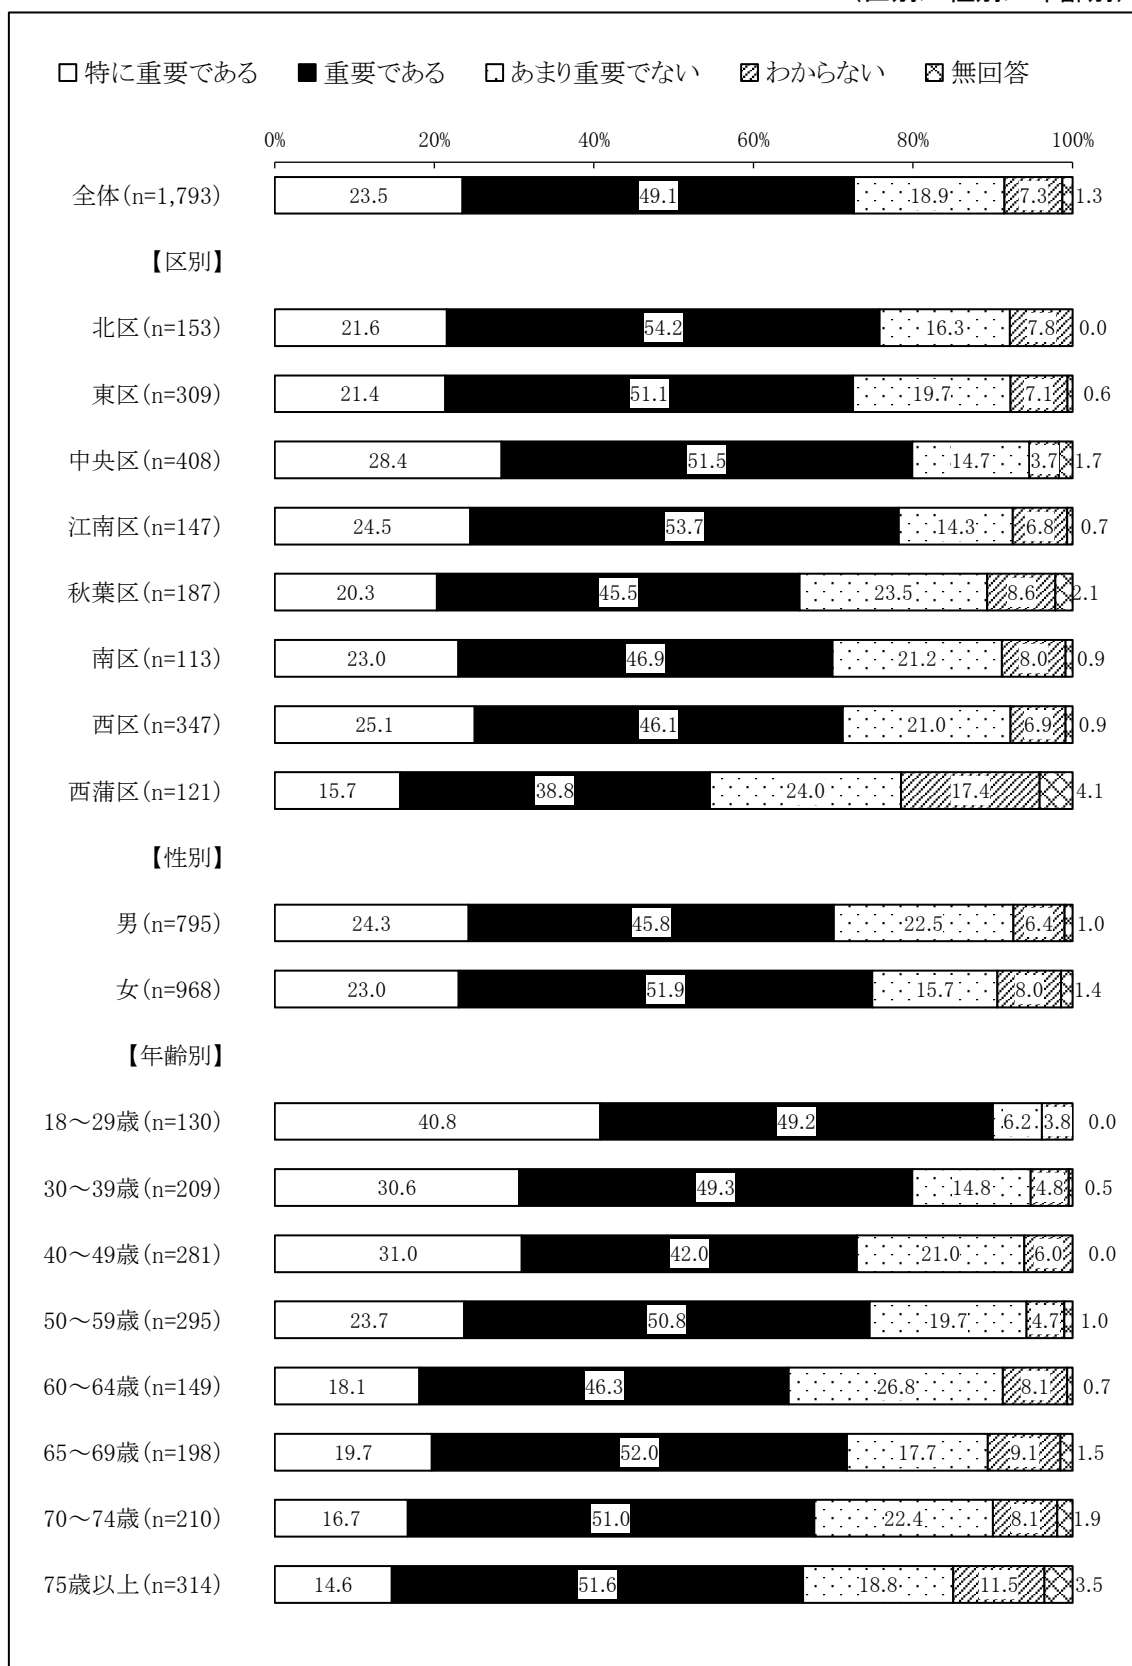 特に重要である 重要である あまり重要でない わからない 無回答
0% 20% 40% 60% 80% 100%
全体(n=1,793) 23.5 49.1 18.9 7.3 1.3
【区別】
北区(n=153) 21.6 54.2 16.3 7.8 0.0
東区(n=309) 21.4 51.1 19.7 7.1 0.6
中央区(n=408) 28.4 51.5 14.7 3.7 1.7
江南区(n=147) 24.5 53.7 14.3 6.8 0.7
秋葉区(n=187) 20.3 45.5 23.5 8.6 2.1
南区(n=113) 23.0 46.9 21.2 8.0 0.9
西区(n=347) 25.1 46.1 21.0 6.9 0.9
西蒲区(n=121) 15.7 38.8 24.0 17.4 4.1
【性別】
男(n=795) 24.3 45.8 22.5 6.4 1.0
女(n=968) 23.0 51.9 15.7 8.0 1.4
【年齢別】
18～29歳(n=130) 40.8 49.2 6.2 3.8 0.0
30～39歳(n=209) 30.6 49.3 14.8 4.8 0.5
40～49歳(n=281) 31.0 42.0 21.0 6.0 0.0
50～59歳(n=295) 23.7 50.8 19.7 4.7 1.0
60～64歳(n=149) 18.1 46.3 26.8 8.1 0.7
65～69歳(n=198) 19.7 52.0 17.7 9.1 1.5
70～74歳(n=210) 16.7 51.0 22.4 8.1 1.9
75歳以上(n=314) 14.6 51.6 18.8 11.5 3.5